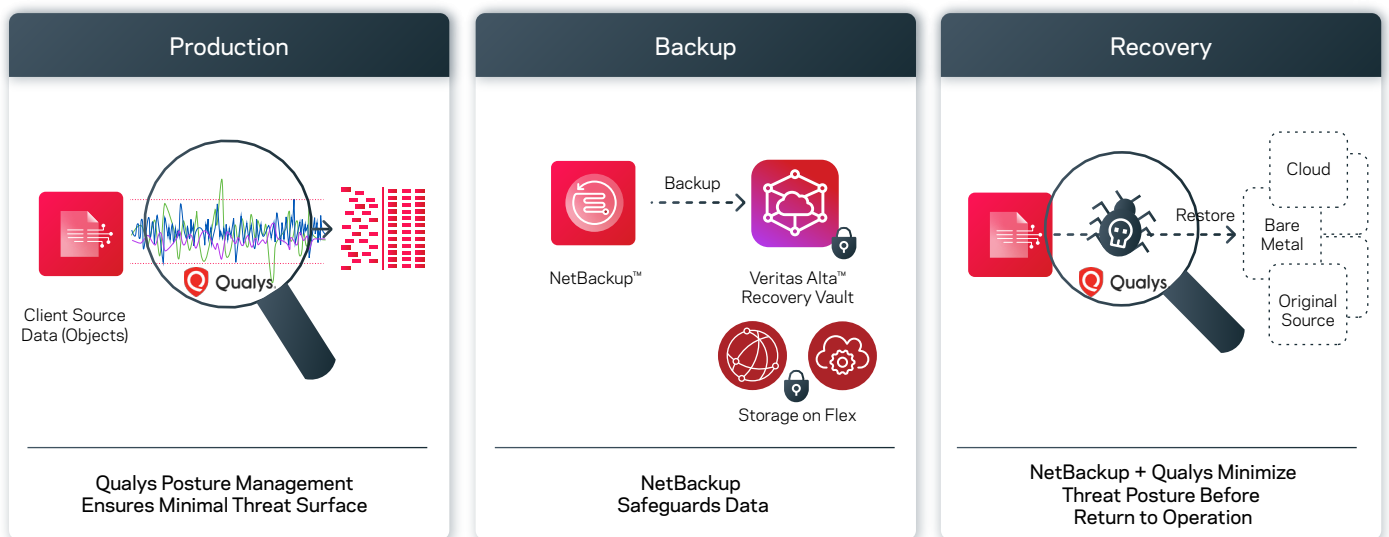 Production
Qualys.
Client Source
Data (Objects)
Qualys Posture Management
Ensures Minimal Threat Surface
Backup
Backup
NetBackup™
Veritas Alta™
Recovery Vault
Storage on Flex
NetBackup
Safeguards Data
Recovery
Cloud
Restore
Bare
Metal
Qualys.
Original
Source
NetBackup + Qualys Minimize
Threat Posture Before
Return to Operation